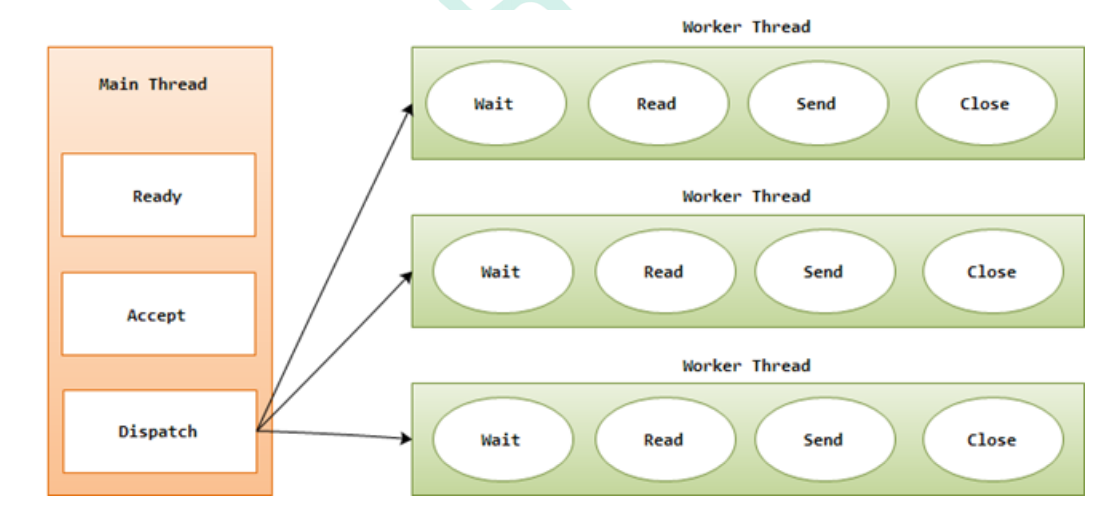 Main Thread
Ready
Accept
Dispatch
Worker Thread
Wait Read Send Close
Worker Thread
Wait Read Send Close
Worker Thread
Wait Read Send Close